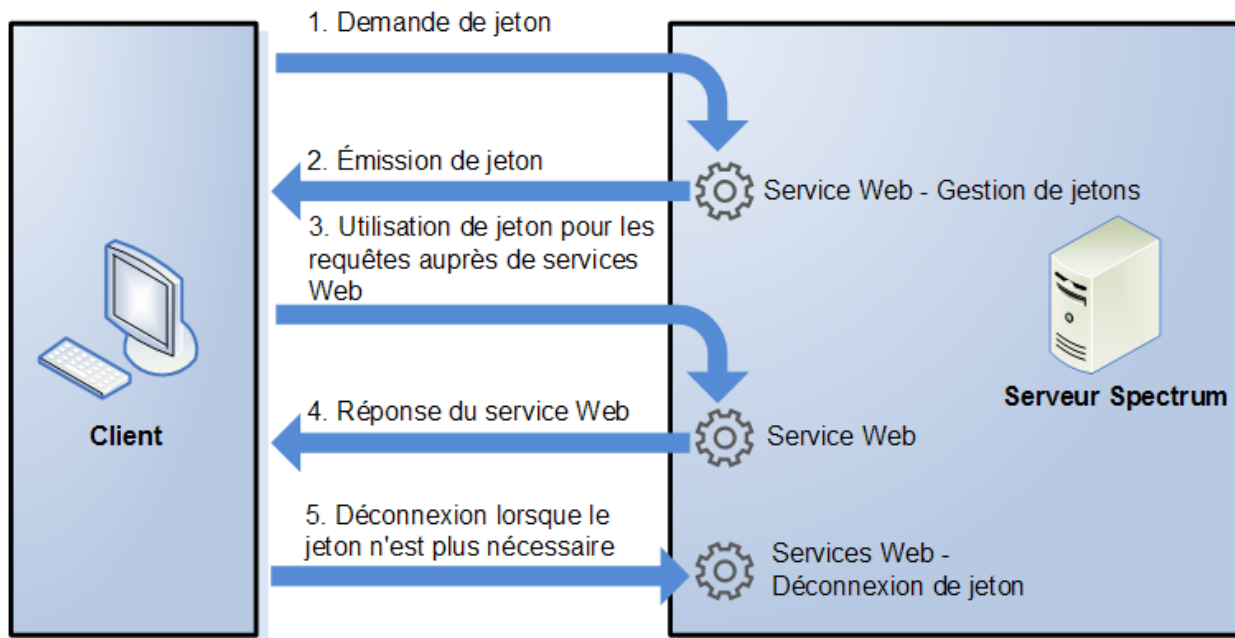 1. Demande de jeton
2. Émission de jeton
Service Web - Gestion de jetons
3. Utilisation de jeton pour les
requêtes auprès de services
Web
Serveur Spectrum
4. Réponse du service Web
Client
Service Web
5. Déconnexion lorsque le
jeton n'est plus nécessaire
Services Web -
Déconnexion de jeton